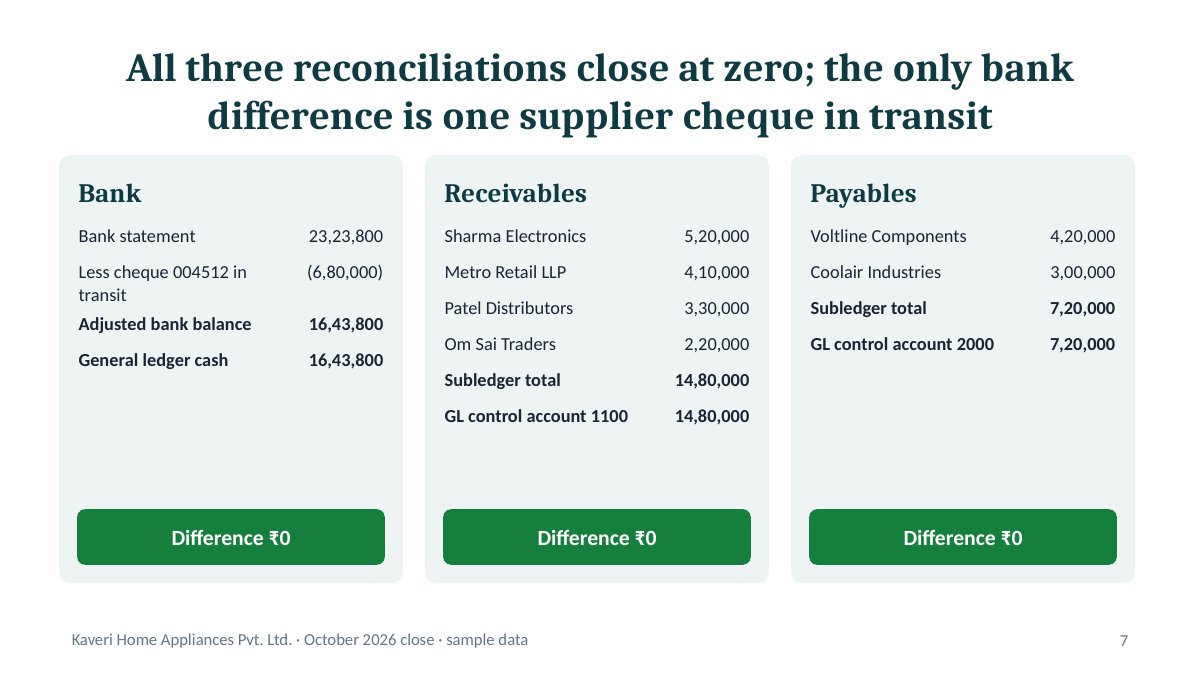 All three reconciliations close at zero; the only bank
difference is one supplier cheque in transit
Bank
Bank statement 23,23,800
Less cheque 004512 in (6,80,000)
transit
Adjusted bank balance 16,43,800
General ledger cash 16,43,800
Difference ₹0
Receivables
Sharma Electronics 5,20,000
Metro Retail LLP 4,10,000
Patel Distributors 3,30,000
Om Sai Traders 2,20,000
Subledger total 14,80,000
GL control account 1100 14,80,000
Difference ₹0
Payables
Voltline Components 4,20,000
Coolair Industries 3,00,000
Subledger total 7,20,000
GL control account 2000 7,20,000
Difference ₹0
Kaveri Home Appliances Pvt. Ltd. · October 2026 close · sample data 7